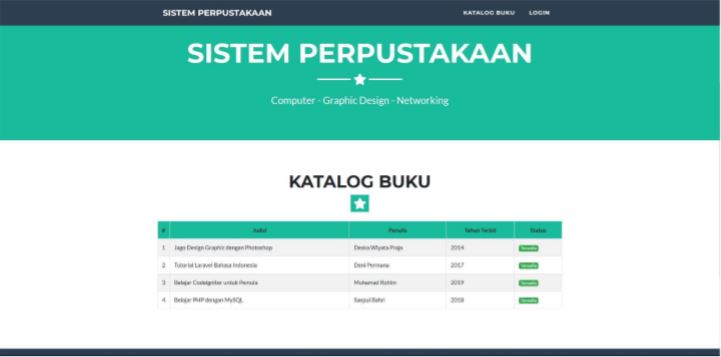 SISTEM PERPUSTAKAAN KATALOG BUKU LOGIN
SISTEM PERPUSTAKAAN
Computer - Graphic Design - Networking
KATALOG BUKU
# Judul Penulis Tahun Terbit Status
1 Jago Design Graphic dengan Photoshop Deska Wiyata Praja 2014 Tersedia
2 Tutorial Laravel Bahasa Indonesia Deni Permana 2017 Tersedia
3 Belajar Codeigniter untuk Pemula Muhamad Rohim 2019 Tersedia
4 Belajar PHP dengan MySQL Saepul Bahri 2018 Tersedia